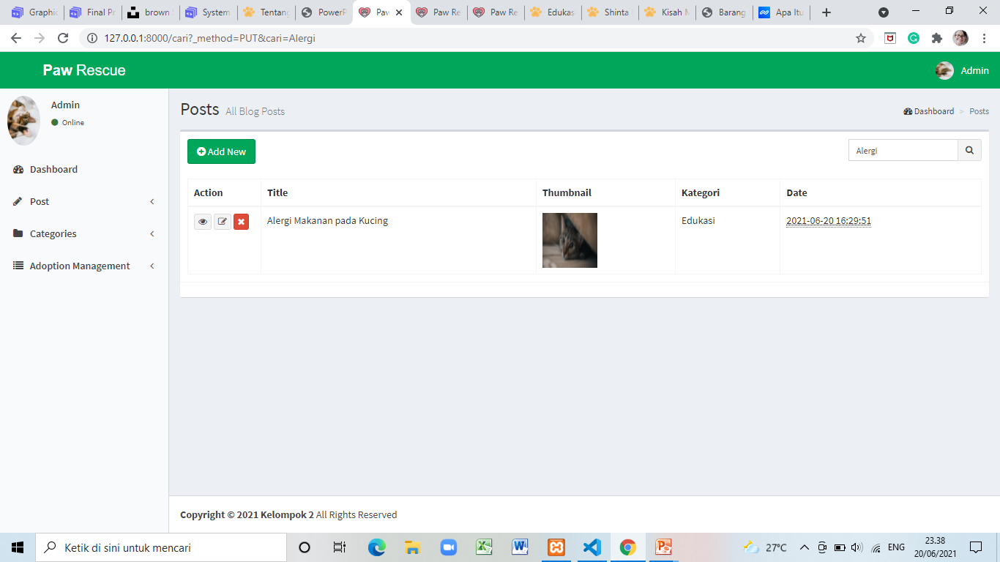 Graphic
Final Pr
brown
System
Tentang
PowerP
Paw
Paw Re
Paw Re
Edukas
Shinta
Kisah
Barang
Apa Itu
127.0.0.1:8000/cari?_method=PUT&cari=Alergi
Paw Rescue
Admin
Admin
Online
Dashboard
Post
Categories
Adoption Management
Posts All Blog Posts
Dashboard > Posts
Add New
Alergi
Action Title Thumbnail Kategori Date
Alergi Makanan pada Kucing Edukasi 2021-06-20 16:29:51
Copyright © 2021 Kelompok 2 All Rights Reserved
Ketik di sini untuk mencari
27°C
ENG
23.38
20/06/2021